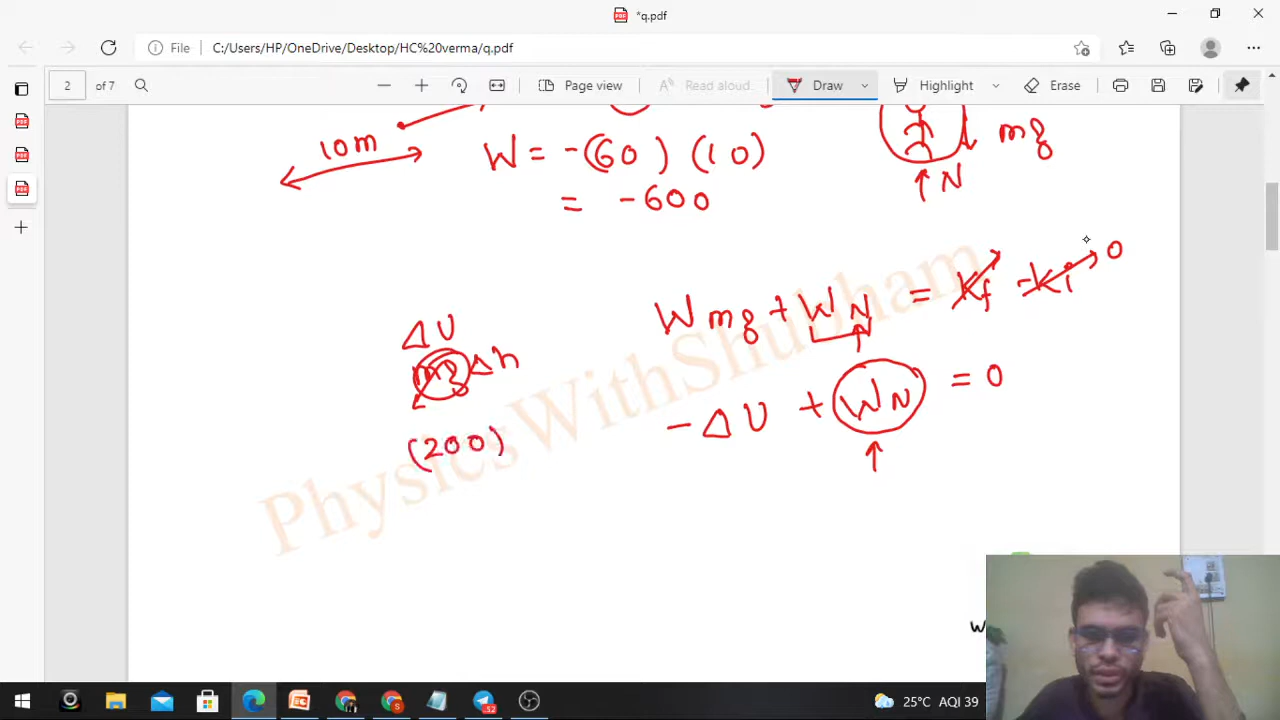 *q.pdf
File C:/Users/HP/OneDrive/Desktop/HC%20verma/q.pdf
2 of 7 Page view Read aloud Draw Highlight Erase
10m
W = -(60) (10)
= -600
mg
↑ N
Wmg + WN = Kf - Ki 0
ΔU
mgΔh
(200)
-ΔU + WN = 0
PhysicsWithShubham
W
32
25°C AQI 39